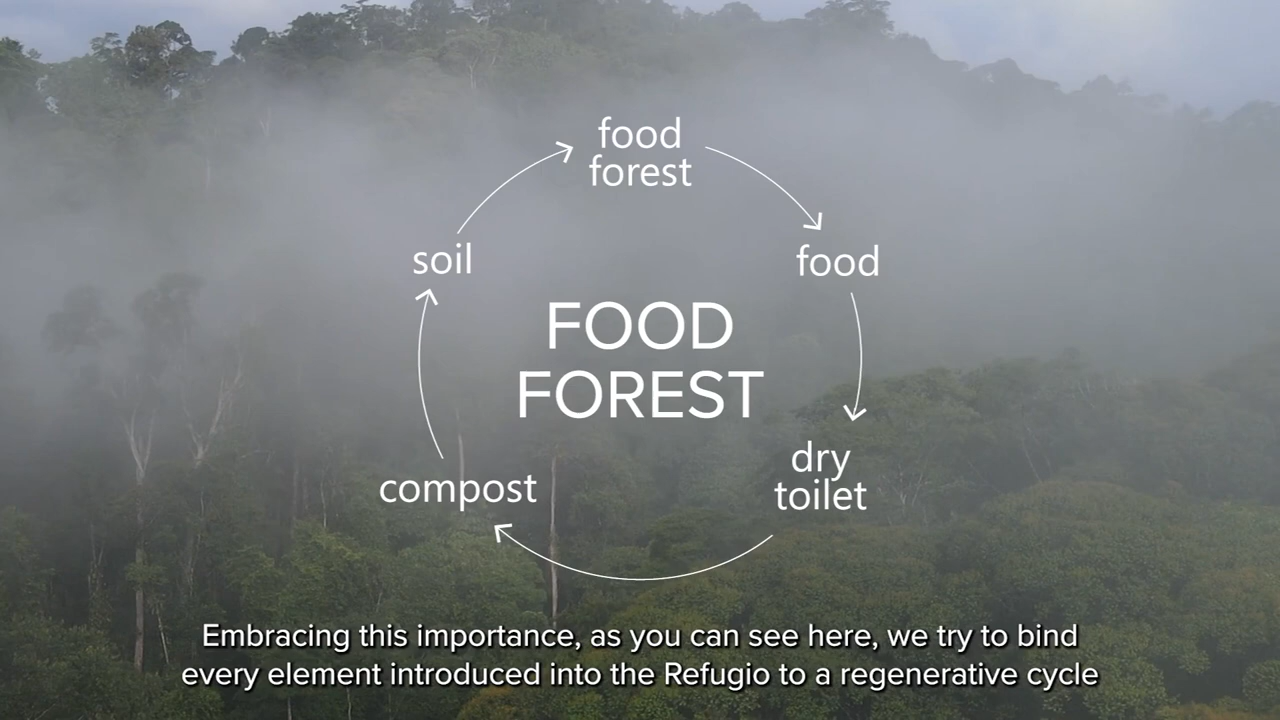 food
forest
food
dry
toilet
compost
soil
FOOD
FOREST
Embracing this importance, as you can see here, we try to bind
every element introduced into the Refugio to a regenerative cycle